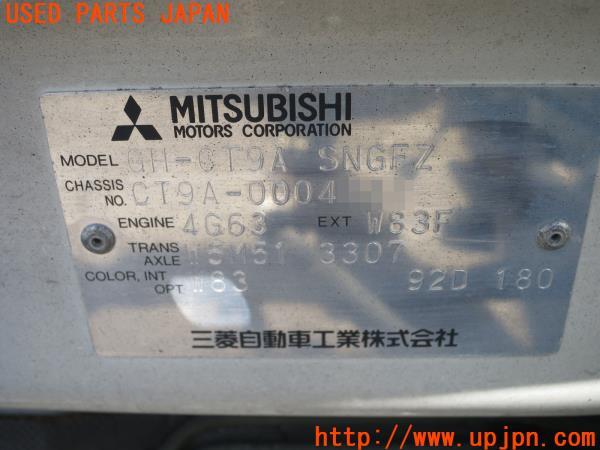 USED PARTS JAPAN
MITSUBISHI
MOTORS CORPORATION
MODEL GH-CT9A SNGFZ
CHASSIS NO. CT9A-0004
ENGINE 4G63 EXT W63F
TRANS AXLE W5M51 3307
COLOR, INT OPT W83 92D 180
三菱自動車工業株式会社
UPJ
http://www.upjpn.com/